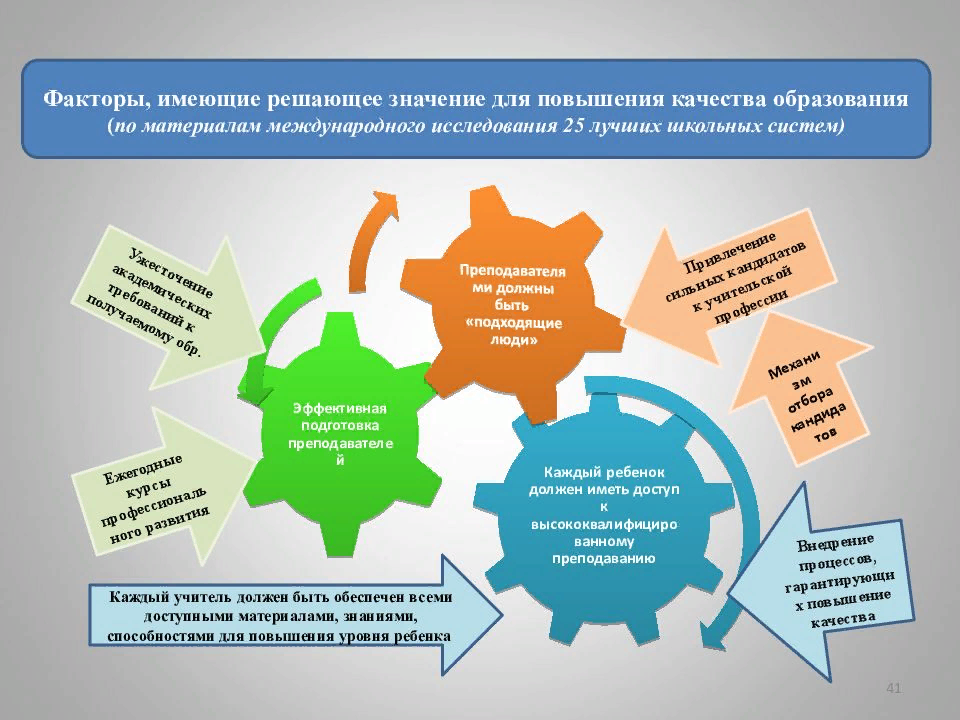 Факторы, имеющие решающее значение для повышения качества образования
(по материалам международного исследования 25 лучших школьных систем)
Ужесточение
академических
требований к
получаемому обр.
Преподавателя
ми должны
быть
«подходящие
люди»
Привлечение
сильных кандидатов
к учительской
профессии
Механи
зм
отбора
кандида
тов
Эффективная
подготовка
преподавателе
й
Ежегодные
курсы
профессиональ
ного развития
Каждый ребенок
должен иметь доступ
к
высококвалифициро
ванному
преподаванию
Внедрение
процессов,
гарантирующи
х повышение
качества
Каждый учитель должен быть обеспечен всеми
доступными материалами, знаниями,
способностями для повышения уровня ребенка
41